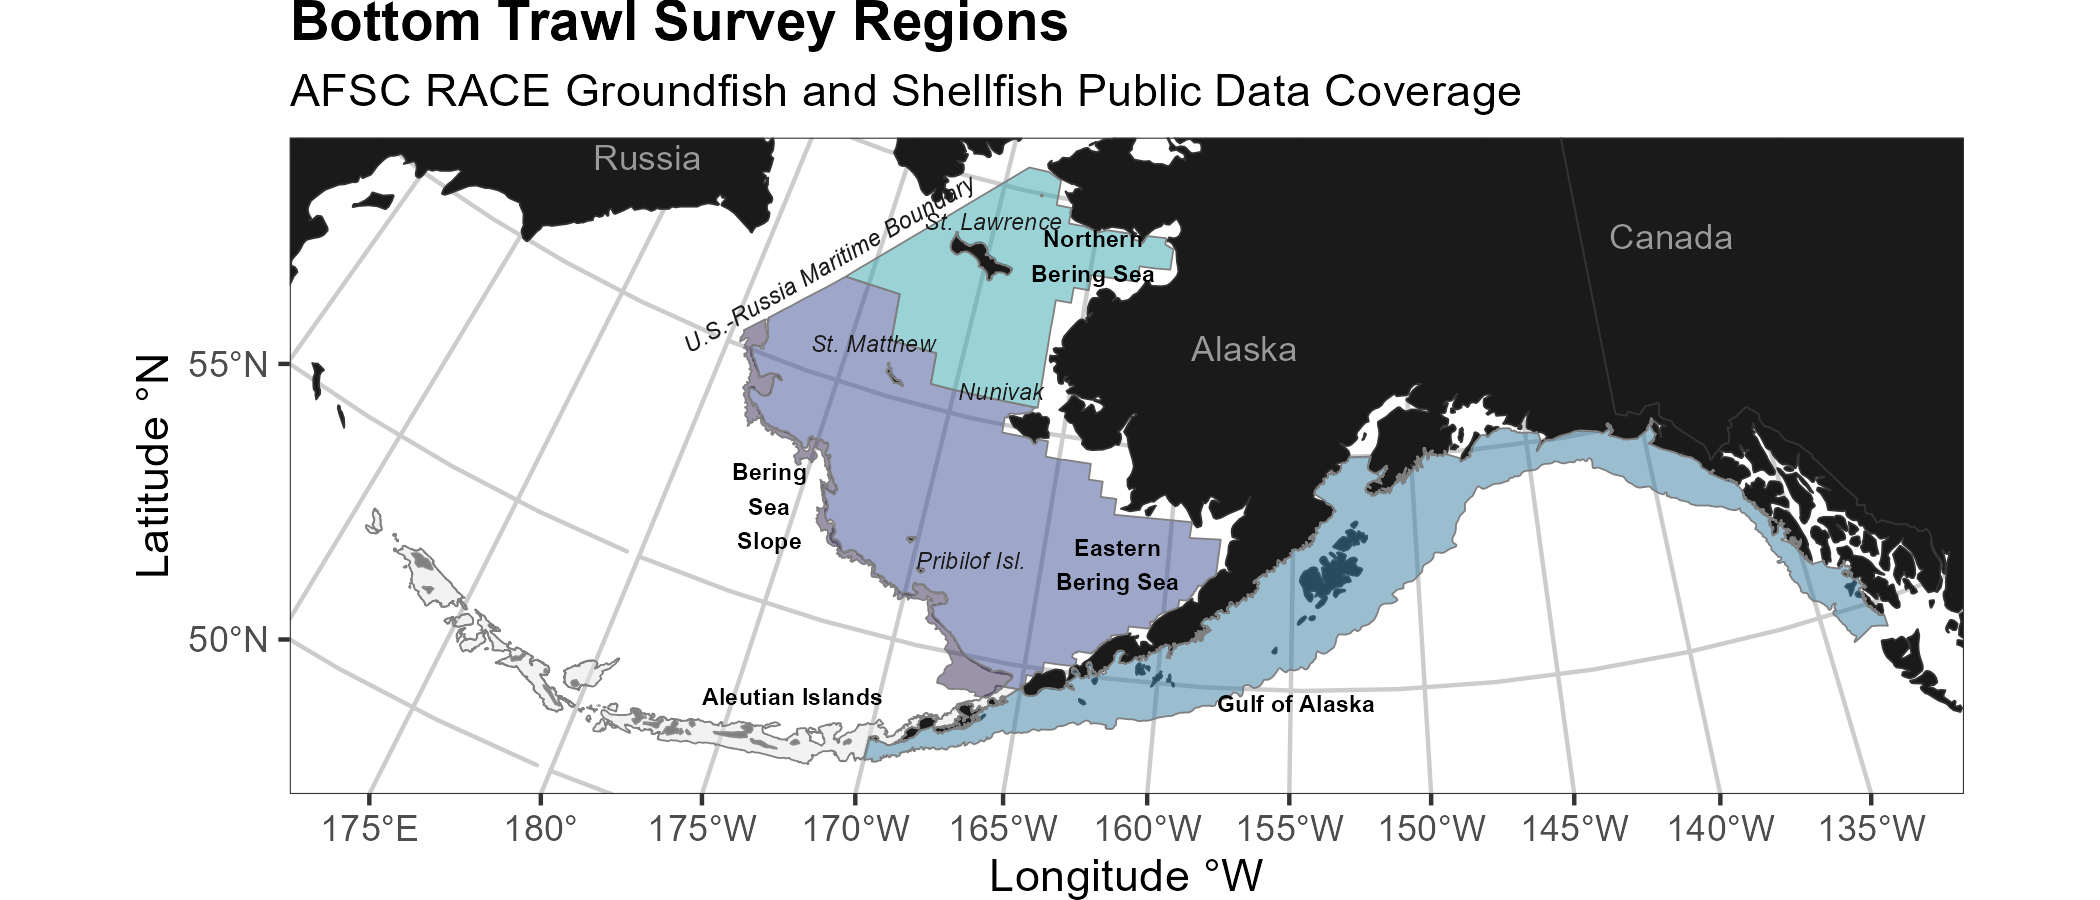 Bottom Trawl Survey Regions
AFSC RACE Groundfish and Shellfish Public Data Coverage
Russia
U.S.-Russia Maritime Boundary
St. Lawrence
Northern
Bering Sea
Canada
Alaska
St. Matthew
Nunivak
Bering
Sea
Slope
Pribilof Isl.
Eastern
Bering Sea
Aleutian Islands
Gulf of Alaska
Latitude °N
55°N
50°N
175°E
180°
175°W
170°W
165°W
160°W
155°W
150°W
145°W
140°W
135°W
Longitude °W